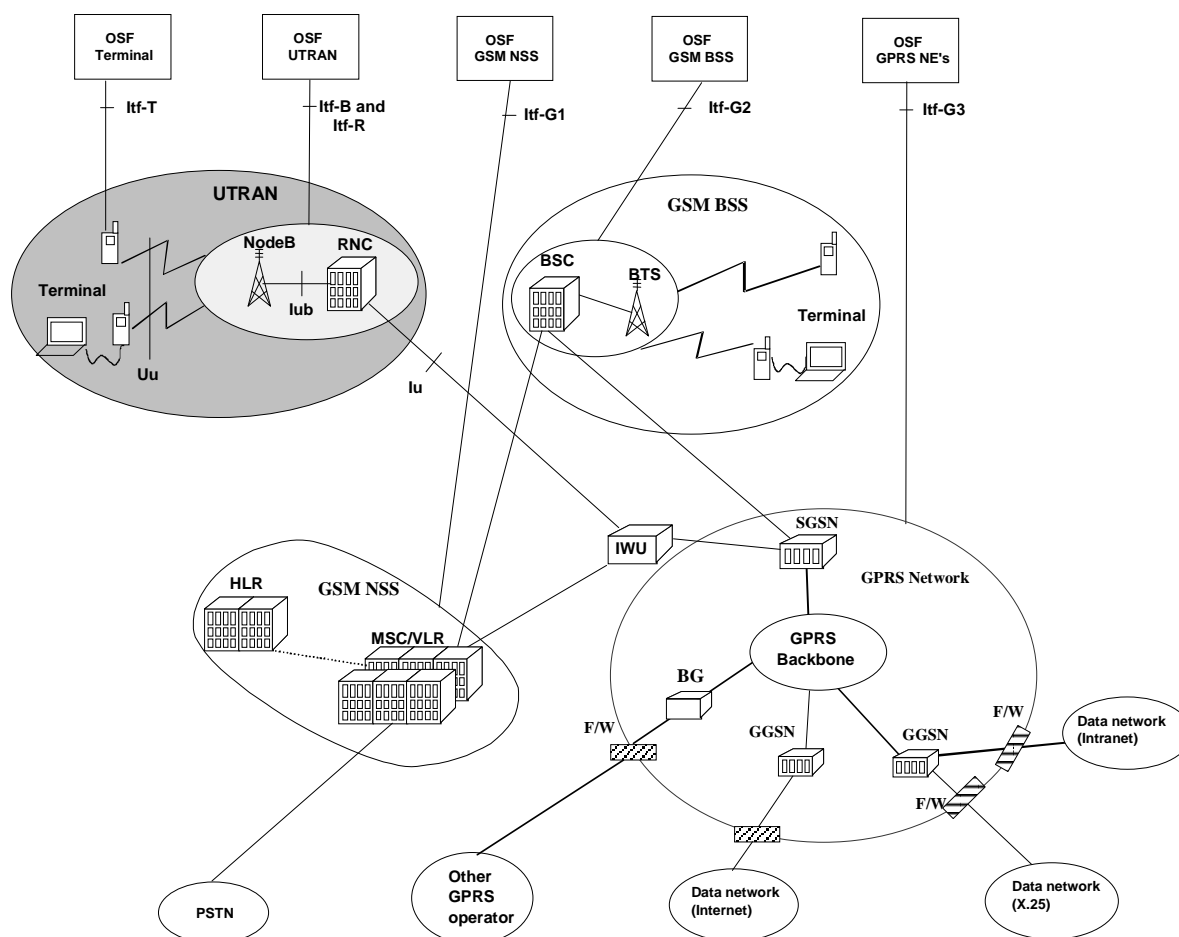 OSF
Terminal
OSF
UTRAN
OSF
GSM NSS
OSF
GSM BSS
OSF
GPRS NE's
Itf-T
Itf-B and
Itf-R
Itf-G1
Itf-G2
Itf-G3
UTRAN
GSM BSS
NodeB
RNC
BSC
BTS
Terminal
Iub
Terminal
Uu
Iu
SGSN
IWU
GPRS Network
HLR
GSM NSS
MSC/VLR
GPRS
Backbone
BG
F/W
GGSN
GGSN
F/W
Data network
(Intranet)
F/W
Other
GPRS
operator
PSTN
Data network
(Internet)
Data network
(X.25)